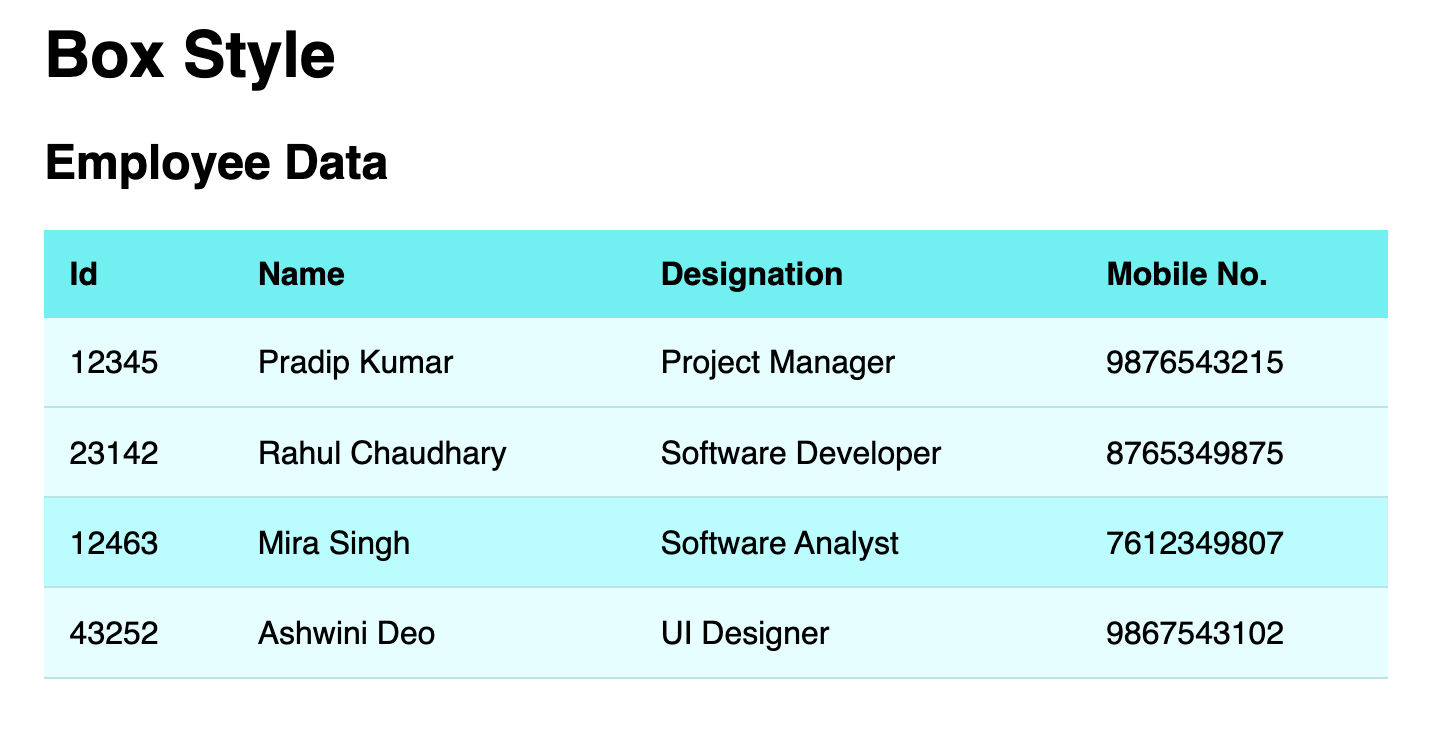 Box Style
Employee Data
Id Name Designation Mobile No.
12345 Pradip Kumar Project Manager 9876543215
23142 Rahul Chaudhary Software Developer 8765349875
12463 Mira Singh Software Analyst 7612349807
43252 Ashwini Deo UI Designer 9867543102